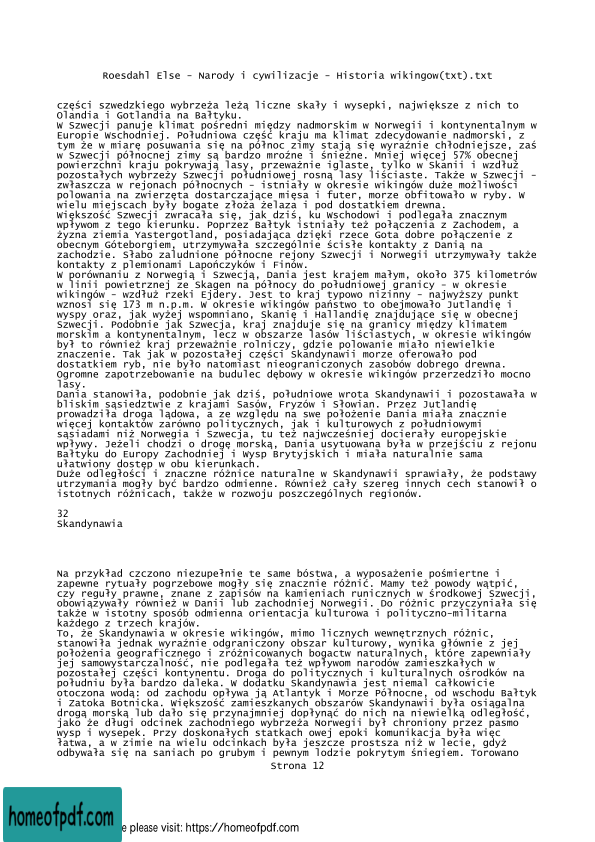 Roesdahl Else - Narody i cywilizacje - Historia wikingow(txt).txt
części szwedzkiego wybrzeża leżą liczne skały i wysepki, największe z nich to
Olandia i Gotlandia na Bałtyku.
W Szwecji panuje klimat pośredni między nadmorskim w Norwegii i kontynentalnym w
Europie Wschodniej. Południowa część kraju ma klimat zdecydowanie nadmorski, z
tym że w miarę posuwania się na północ zimy stają się wyraźnie chłodniejsze, zaś
w Szwecji północnej zimy są bardzo mroźne i śnieżne. Mniej więcej 57% obecnej
powierzchni kraju pokrywają lasy, przeważnie iglaste, tylko w Skanii i wzdłuż
pozostałych wybrzeży Szwecji południowej rosną lasy liściaste. Także w Szwecji -
zwłaszcza w rejonach północnych - istniały w okresie wikingów duże możliwości
polowania na zwierzęta dostarczające mięsa i futer, morze obfitowało w ryby. W
wielu miejscach były bogate złoża żelaza i pod dostatkiem drewna.
Większość Szwecji zwracała się, jak dziś, ku Wschodowi i podlegała znacznym
wpływom z tego kierunku. Poprzez Bałtyk istniały też połączenia z Zachodem, a
żyzna ziemia Yastergotland, posiadająca dzięki rzece Gota dobre połączenie z
obecnym Góteborgiem, utrzymywała szczególnie ścisłe kontakty z Danią na
zachodzie. Słabo zaludnione północne rejony Szwecji i Norwegii utrzymywały także
kontakty z plemionami Lapończyków i Finów.
W porównaniu z Norwegią i Szwecją, Dania jest krajem małym, około 375 kilometrów
w linii powietrznej ze Skagen na północy do południowej granicy - w okresie
wikingów - wzdłuż rzeki Ejdery. Jest to kraj typowo nizinny - najwyższy punkt
wznosi się 173 m n.p.m. W okresie wikingów państwo to obejmowało Jutlandię i
wyspy oraz, jak wyżej wspomniano, Skanię i Hallandię znajdujące się w obecnej
Szwecji. Podobnie jak Szwecja, kraj znajduje się na granicy między klimatem
morskim a kontynentalnym, lecz w obszarze lasów liściastych, w okresie wikingów
był to również kraj przeważnie rolniczy, gdzie polowanie miało niewielkie
znaczenie. Tak jak w pozostałej części Skandynawii morze oferowało pod
dostatkiem ryb, nie było natomiast nieograniczonych zasobów dobrego drewna.
Ogromne zapotrzebowanie na budulec dębowy w okresie wikingów przerzedziło mocno
lasy.
Dania stanowiła, podobnie jak dziś, południowe wrota Skandynawii i pozostawała w
bliskim sąsiedztwie z krajami Sasów, Fryzów i Słowian. Przez Jutlandię
prowadziła droga lądowa, a ze względu na swe położenie Dania miała znacznie
więcej kontaktów zarówno politycznych, jak i kulturowych z południowymi
sąsiadami niż Norwegia i Szwecja, tu też najwcześniej docierały europejskie
wpływy. Jeżeli chodzi o drogę morską, Dania usytuowana była w przejściu z rejonu
Bałtyku do Europy Zachodniej i Wysp Brytyjskich i miała naturalnie sama
ułatwiony dostęp w obu kierunkach.
Duże odległości i znaczne różnice naturalne w Skandynawii sprawiały, że podstawy
utrzymania mogły być bardzo odmienne. Również cały szereg innych cech stanowił o
istotnych różnicach, także w rozwoju poszczególnych regionów.
32
Skandynawia
Na przykład czczono niezupełnie te same bóstwa, a wyposażenie pośmiertne i
zapewne rytuały pogrzebowe mogły się znacznie różnić. Mamy też powody wątpić,
czy reguły prawne, znane z zapisów na kamieniach runicznych w środkowej Szwecji,
obowiązywały również w Danii lub zachodniej Norwegii. Do różnic przyczyniała się
także w istotny sposób odmienna orientacja kulturowa i polityczno-militarna
każdego z trzech krajów.
To, że Skandynawia w okresie wikingów, mimo licznych wewnętrznych różnic,
stanowiła jednak wyraźnie odgraniczony obszar kulturowy, wynika głównie z jej
położenia geograficznego i zróżnicowanych bogactw naturalnych, które zapewniały
jej samowystarczalność, nie podlegała też wpływom narodów zamieszkałych w
pozostałej części kontynentu. Droga do politycznych i kulturalnych ośrodków na
południu była bardzo daleka. W dodatku Skandynawia jest niemal całkowicie
otoczona wodą: od zachodu opływa ją Atlantyk i Morze Północne, od wschodu Bałtyk
i Zatoka Botnicka. Większość zamieszkanych obszarów Skandynawii była osiągalna
drogą morską lub dało się przynajmniej dopłynąć do nich na niewielką odległość,
jako że długi odcinek zachodniego wybrzeża Norwegii był chroniony przez pasmo
wysp i wysepek. Przy doskonałych statkach owej epoki komunikacja była więc
łatwa, a w zimie na wielu odcinkach była jeszcze prostsza niż w lecie, gdyż
odbywała się na saniach po grubym i pewnym lodzie pokrytym śniegiem. Torowano
Strona 12
homeofpdf.com
e please visit: https://homeofpdf.com